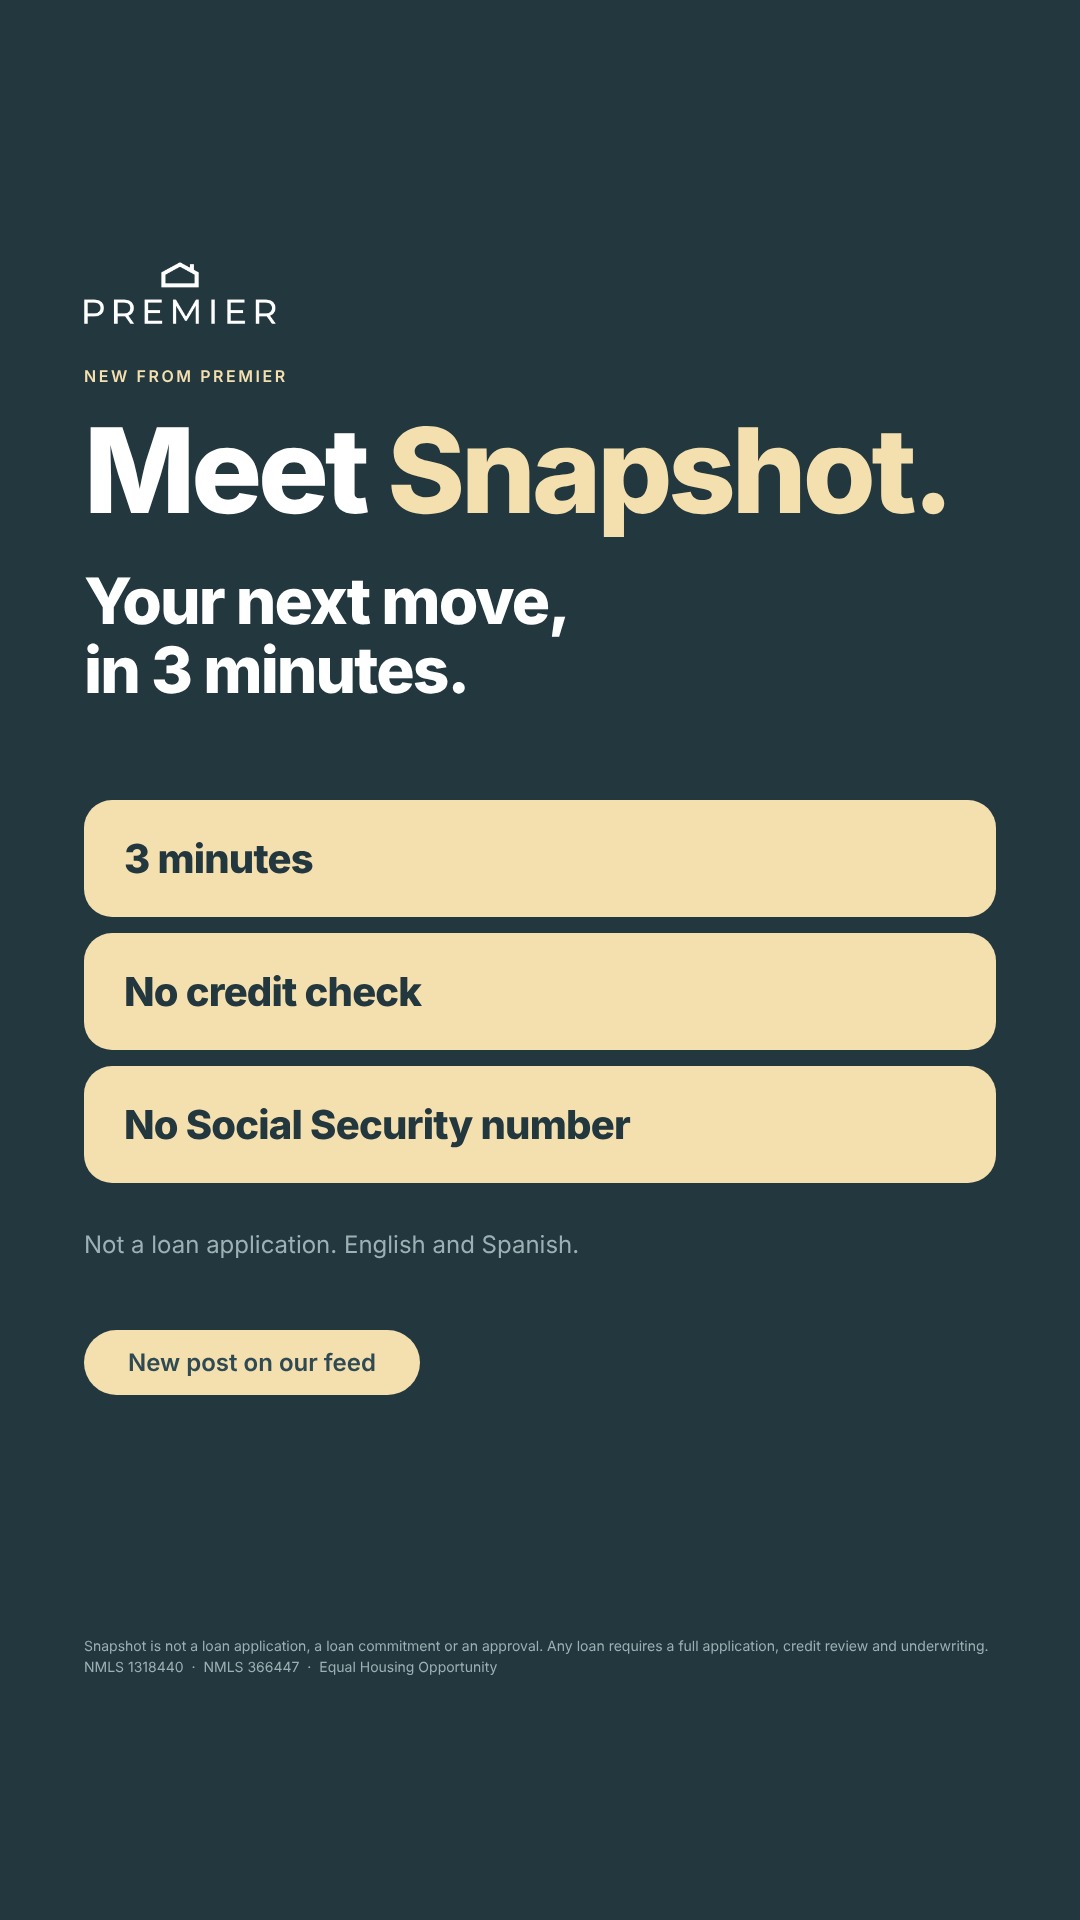 PREMIER
NEW FROM PREMIER
Meet Snapshot.
Your next move,
in 3 minutes.
3 minutes
No credit check
No Social Security number
Not a loan application. English and Spanish.
New post on our feed
Snapshot is not a loan application, a loan commitment or an approval. Any loan requires a full application, credit review and underwriting.
NMLS 1318440 · NMLS 366447 · Equal Housing Opportunity